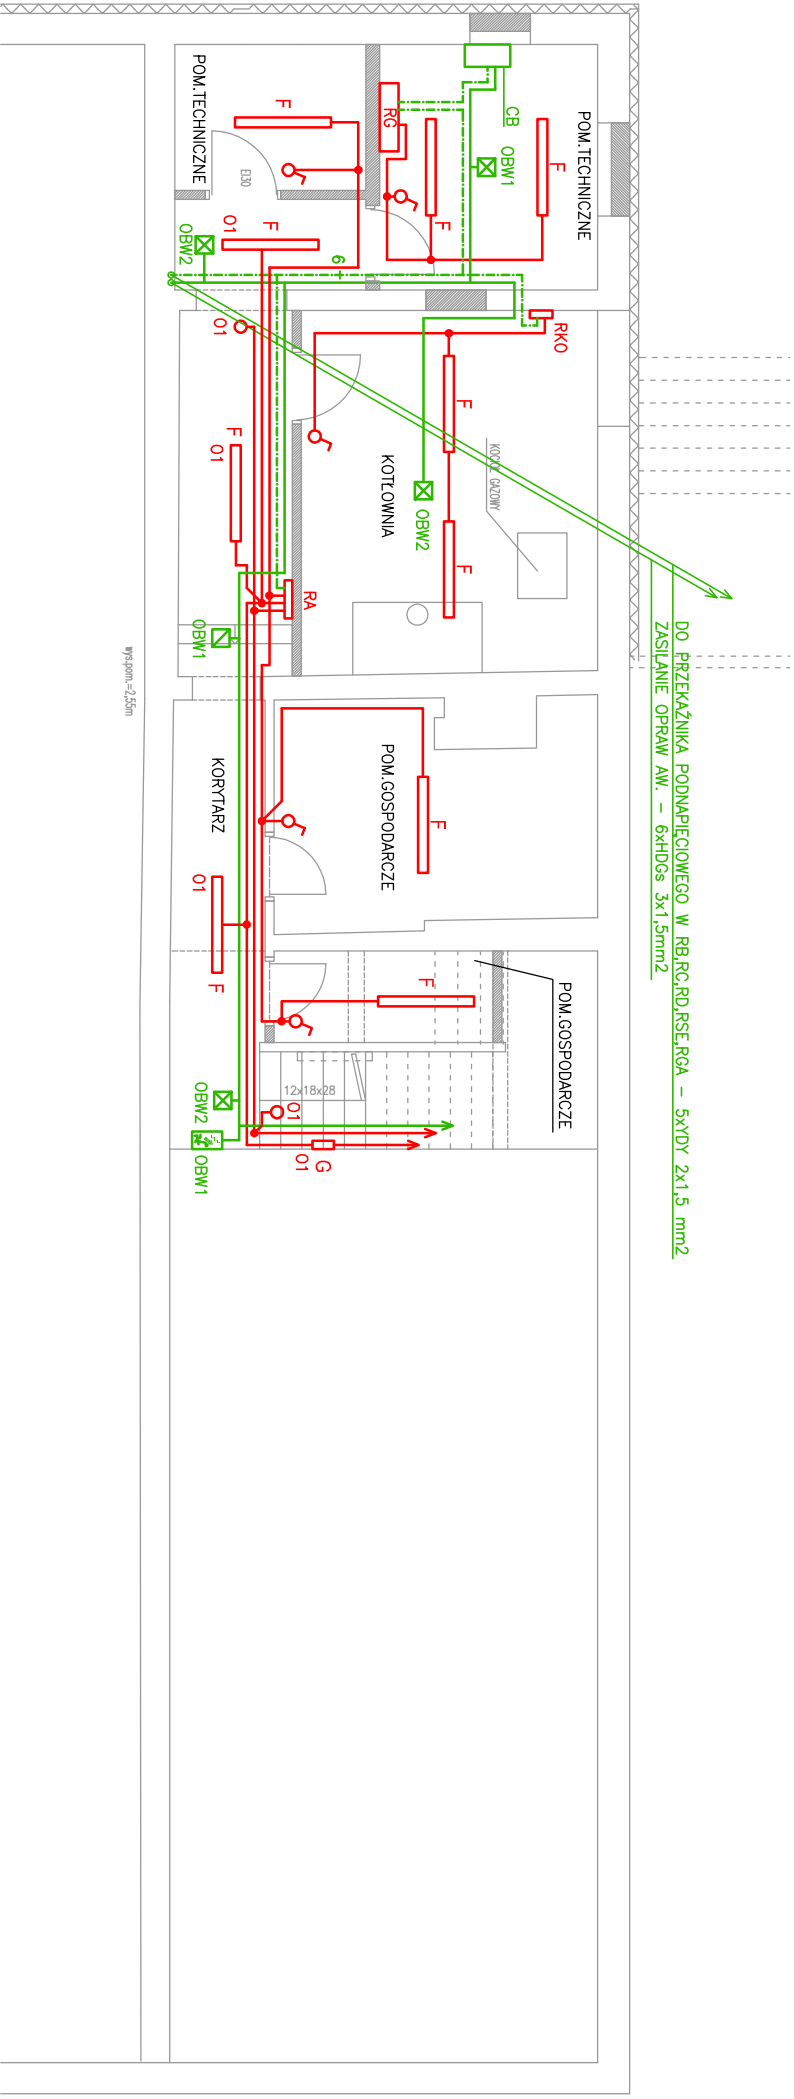 DO PRZEKAŹNIKA PODNAPIĘCIOWEGO W RB,RC,RD,RSE,RGA – 5xYDY 2x1,5 mm2
ZASILANIE OPRAW AW. – 6xHDGs 3x1,5mm2
POM.TECHNICZNE
CB
OBW1
F
F
RG
POM.TECHNICZNE
F
EI30
F
O1
OBW2
6
RKO
O1
F
KOCIOŁ GAZOWY
KOTŁOWNIA
OBW2
F
F
O1
RA
OBW1
wys.pom.=2,55m
POM.GOSPODARCZE
F
KORYTARZ
O1
F
POM.GOSPODARCZE
F
12x18x28
O1
OBW2
OBW1
G
O1